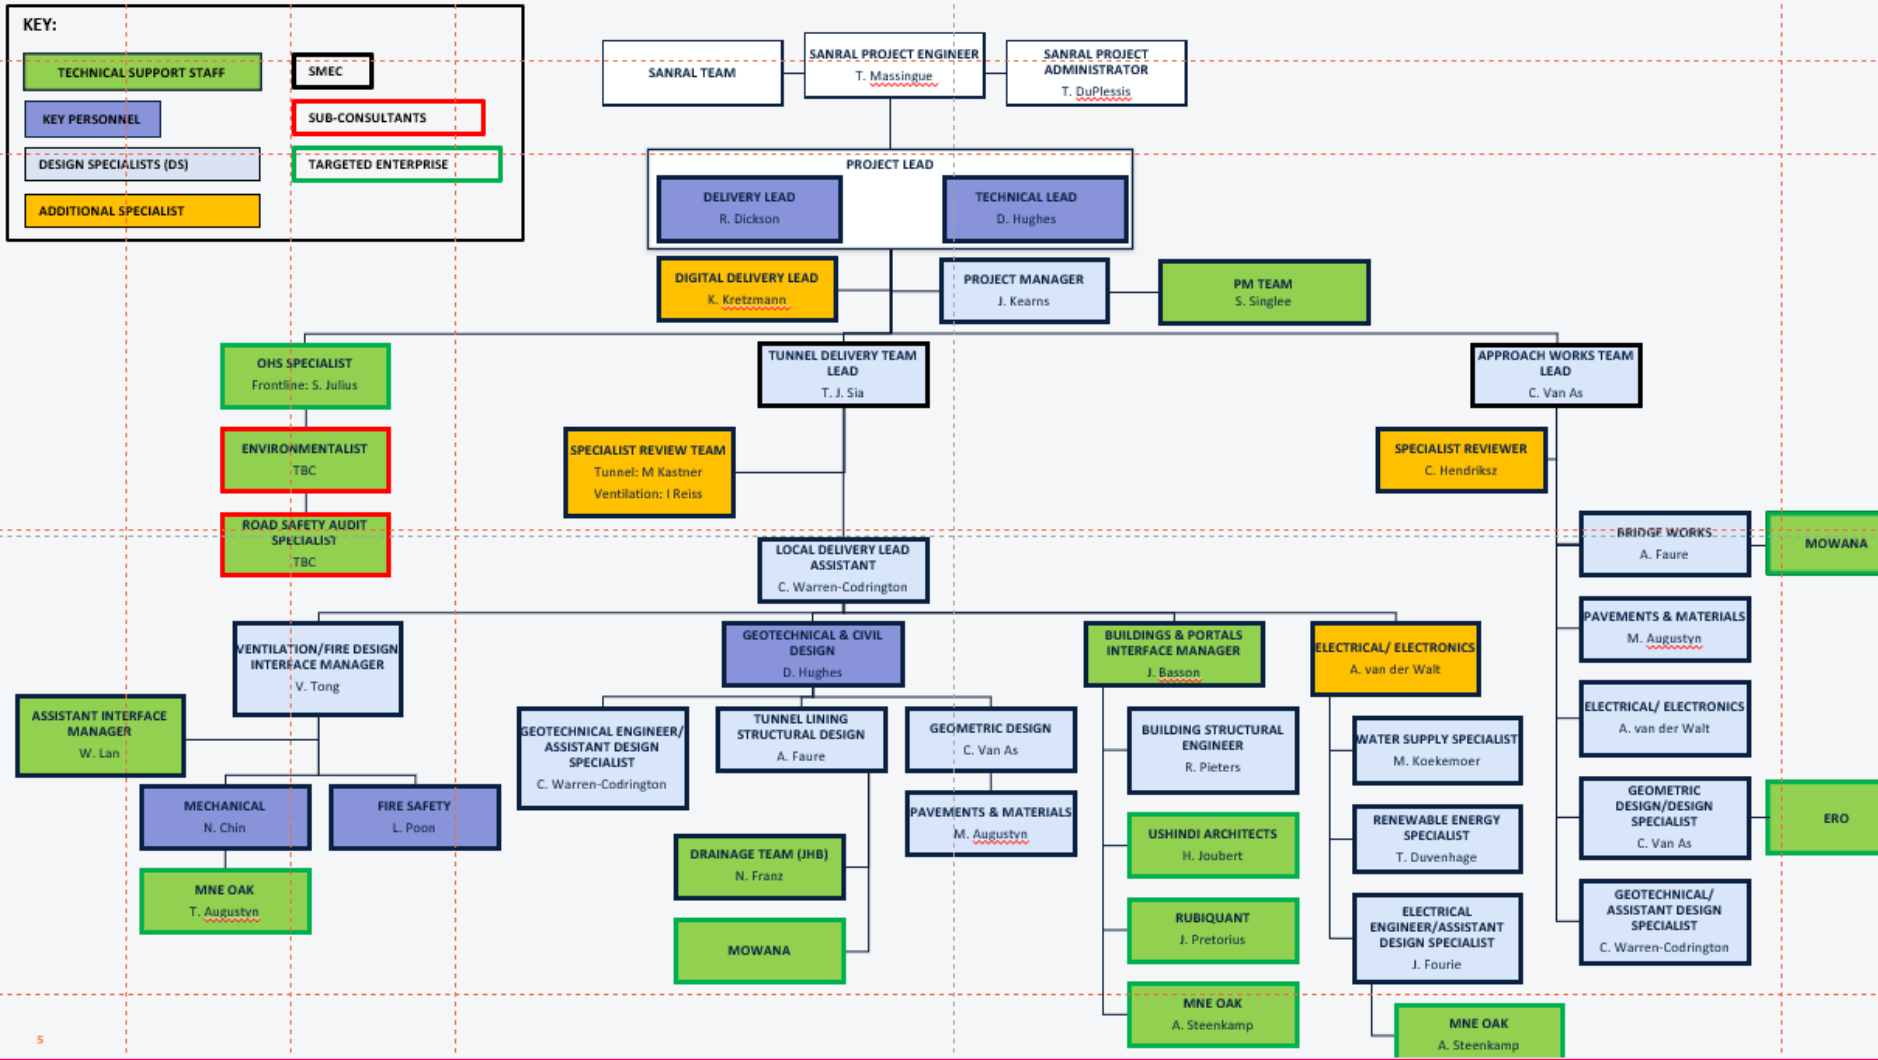 KEY:
TECHNICAL SUPPORT STAFF
SMEC
KEY PERSONNEL
SUB-CONSULTANTS
DESIGN SPECIALISTS (DS)
TARGETED ENTERPRISE
ADDITIONAL SPECIALIST
SANRAL TEAM
SANRAL PROJECT ENGINEER
T. Massingue
SANRAL PROJECT
ADMINISTRATOR
T. DuPlessis
PROJECT LEAD
DELIVERY LEAD
R. Dickson
TECHNICAL LEAD
D. Hughes
DIGITAL DELIVERY LEAD
K. Kretzmann
PROJECT MANAGER
J. Kearns
PM TEAM
S. Singlee
OHS SPECIALIST
Frontline: S. Julius
TUNNEL DELIVERY TEAM
LEAD
T. J. Sia
APPROACH WORKS TEAM
LEAD
C. Van As
ENVIRONMENTALIST
TBC
SPECIALIST REVIEW TEAM
Tunnel: M Kastner
Ventilation: I Reiss
SPECIALIST REVIEWER
C. Hendriksz
ROAD SAFETY AUDIT
SPECIALIST
TBC
LOCAL DELIVERY LEAD
ASSISTANT
C. Warren-Codrington
BRIDGE WORKS
A. Faure
MOWANA
VENTILATION/FIRE DESIGN
INTERFACE MANAGER
V. Tong
GEOTECHNICAL & CIVIL
DESIGN
D. Hughes
BUILDINGS & PORTALS
INTERFACE MANAGER
J. Basson
ELECTRICAL/ ELECTRONICS
A. van der Walt
PAVEMENTS & MATERIALS
M. Augustyn
ASSISTANT INTERFACE
MANAGER
W. Lan
GEOTECHNICAL ENGINEER/
ASSISTANT DESIGN
SPECIALIST
C. Warren-Codrington
TUNNEL LINING
STRUCTURAL DESIGN
A. Faure
GEOMETRIC DESIGN
C. Van As
BUILDING STRUCTURAL
ENGINEER
R. Pieters
WATER SUPPLY SPECIALIST
M. Koekemoer
ELECTRICAL/ ELECTRONICS
A. van der Walt
MECHANICAL
N. Chin
FIRE SAFETY
L. Poon
PAVEMENTS & MATERIALS
M. Augustyn
USHINDI ARCHITECTS
H. Joubert
RENEWABLE ENERGY
SPECIALIST
T. Duvenhage
GEOMETRIC
DESIGN/DESIGN
SPECIALIST
C. Van As
ERO
MNE OAK
T. Augustyn
DRAINAGE TEAM (JHB)
N. Franz
RUBIQUANT
J. Pretorius
ELECTRICAL
ENGINEER/ASSISTANT
DESIGN SPECIALIST
J. Fourie
GEOTECHNICAL/
ASSISTANT DESIGN
SPECIALIST
C. Warren-Codrington
MOWANA
MNE OAK
A. Steenkamp
MNE OAK
A. Steenkamp
5